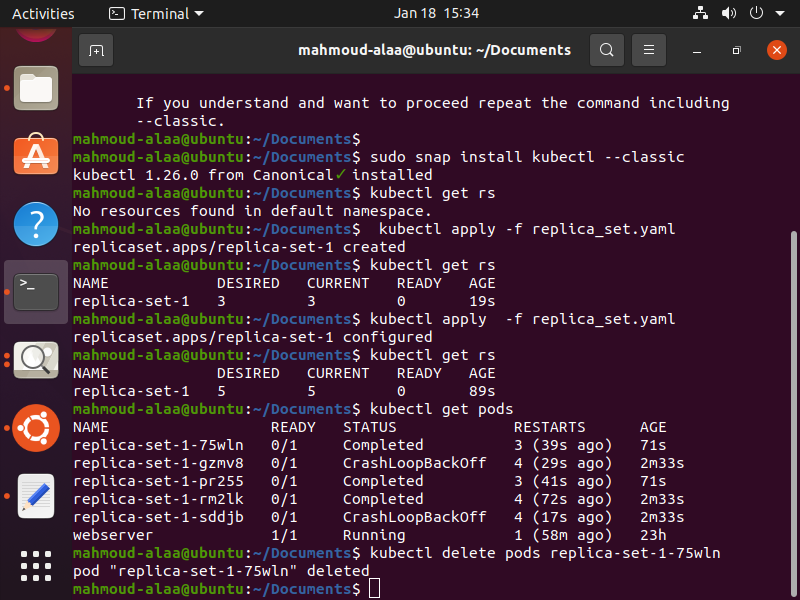 Activities
Terminal
Jan 18 15:34
mahmoud-alaa@ubuntu: ~/Documents
If you understand and want to proceed repeat the command including
--classic.
mahmoud-alaa@ubuntu:~/Documents$
mahmoud-alaa@ubuntu:~/Documents$ sudo snap install kubectl --classic
kubectl 1.26.0 from Canonical✓ installed
mahmoud-alaa@ubuntu:~/Documents$ kubectl get rs
No resources found in default namespace.
mahmoud-alaa@ubuntu:~/Documents$  kubectl apply -f replica_set.yaml
replicaset.apps/replica-set-1 created
mahmoud-alaa@ubuntu:~/Documents$ kubectl get rs
NAME            DESIRED   CURRENT   READY   AGE
replica-set-1   3         3         0       19s
mahmoud-alaa@ubuntu:~/Documents$ kubectl apply  -f replica_set.yaml
replicaset.apps/replica-set-1 configured
mahmoud-alaa@ubuntu:~/Documents$ kubectl get rs
NAME            DESIRED   CURRENT   READY   AGE
replica-set-1   5         5         0       89s
mahmoud-alaa@ubuntu:~/Documents$ kubectl get pods
NAME                  READY   STATUS             RESTARTS      AGE
replica-set-1-75wln   0/1     Completed          3 (39s ago)   71s
replica-set-1-gzmv8   0/1     CrashLoopBackOff   4 (29s ago)   2m33s
replica-set-1-pr255   0/1     Completed          3 (41s ago)   71s
replica-set-1-rm2lk   0/1     Completed          4 (72s ago)   2m33s
replica-set-1-sddjb   0/1     CrashLoopBackOff   4 (17s ago)   2m33s
webserver             1/1     Running            1 (58m ago)   23h
mahmoud-alaa@ubuntu:~/Documents$ kubectl delete pods replica-set-1-75wln
pod "replica-set-1-75wln" deleted
mahmoud-alaa@ubuntu:~/Documents$